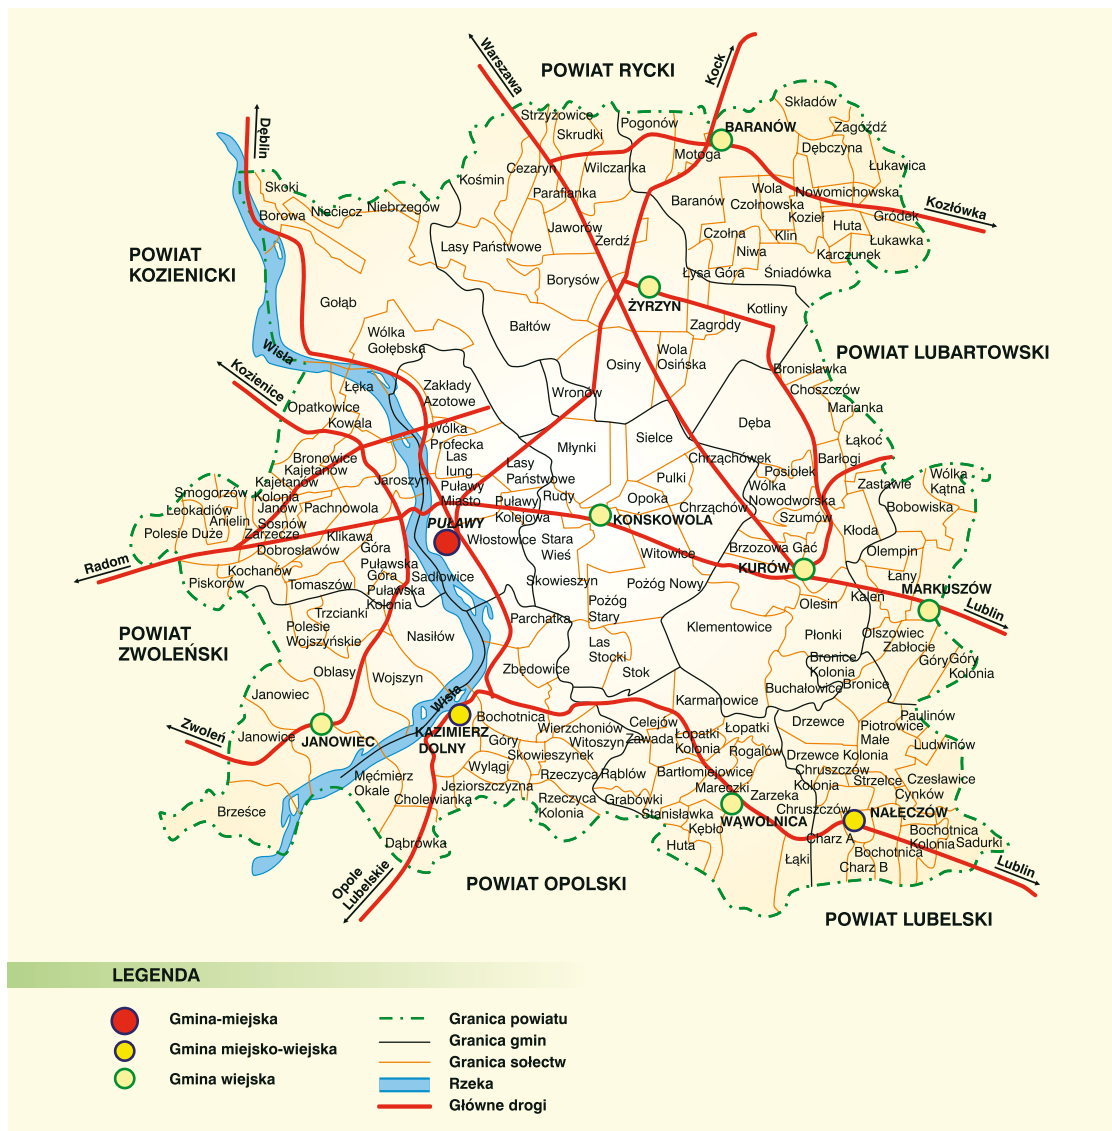 Warszawa
POWIAT RYCKI
Kock
Dęblin
Składów
Strzyżowice
Pogonów
BARANÓW
Zagóźdź
Skrudki
Dębczyna
Motoga
Cezaryn
Wilczanka
Łukawica
Kośmin
Skoki
Parafianka
Wola
Czołnowska
Nowomichowska
Baranów
Kozłówka
Borowa
Niecięcz
Niebrzegów
Kozieł
Gródek
Jaworów
Huta
Czołna
Klin
Łukawka
Żerdź
Lasy Państwowe
Niwa
Karczunek
POWIAT
KOZIENICKI
Łysa Góra
Śniadówka
Borysów
Gołąb
ŻYRZYN
Kotliny
Bałtów
Zagrody
Wólka
Gołębska
Wisła
Wola
Osińska
POWIAT LUBARTOWSKI
Osiny
Bronisławka
Kozienice
Łęka
Zakłady
Azotowe
Wronów
Choszczów
Opatkowice
Marianka
Kowala
Dęba
Wólka
Profecka
Sielce
Łąkoć
Młynki
Bronowice
Las
Iung
Lasy
Państwowe
Chrząchówek
Barłogi
Kajetanów
Pulki
Posiołek
Wólka
Kątna
Kajetanów
Kolonia
Jaroszyn
Puławy
Miasto
Wólka
Nowodworska
Zastawie
Smogorzów
Rudy
Opoka
Leokadiów
Janów
Pachnowola
Puławy
Kolejowa
Chrząchów
Bobowiska
Anielin
Sosnów
PUŁAWY
KOŃSKOWOLA
Szumów
Polesie Duże
Zarzecze
Klikawa
Włostowice
Stara
Wieś
Kłoda
Dobrosławów
Góra
Puławska
Witowice
Brzozowa Gać
Olempin
Radom
Kochanów
Góra
Puławska
Kolonia
Sadłowice
KURÓW
Łany
Piskorów
Tomaszów
Skowieszyn
Pożóg Nowy
MARKUSZÓW
Kaleń
Lublin
Trzcianki
Pożóg
Stary
Olesin
Parchatka
POWIAT
ZWOLEŃSKI
Polesie
Wojszyńskie
Nasiłów
Klementowice
Płonki
Olszowiec
Zabłocie
Las
Stocki
Bronice
Kolonia
Góry
Góry
Kolonia
Oblasy
Wojszyn
Zbędowice
Stok
Buchałowice
Bronice
Janowiec
Wisła
Karmanowice
Zwoleń
Janowice
JANOWIEC
KAZIMIERZ
DOLNY
Bochotnica
Wierzchoniów
Celejów
Łopatki
Drzewce
Paulinów
Piotrowice
Małe
Góry
Witoszyn
Zawada
Łopatki
Kolonia
Skowieszynek
Rogalów
Drzewce Kolonia
Ludwinów
Męćmierz
Okale
Wylągi
Rzeczyca
Rąblów
Bartłomiejowice
Chruszczów
Kolonia
Strzelce
Czesławice
Jeziorszczyzna
Mareczki
Zarzeka
Cynków
Cholewianka
Rzeczyca
Kolonia
Grabówki
Stanisławka
WĄWOLNICA
Chruszczów
NAŁĘCZÓW
Brześce
Kębło
Bochotnica
Kolonia
Sadurki
Dąbrówka
Huta
Charz A
Bochotnica
Łąki
Charz B
Lublin
Opole
Lubelskie
POWIAT OPOLSKI
POWIAT LUBELSKI
LEGENDA
Gmina-miejska
Gmina miejsko-wiejska
Gmina wiejska
Granica powiatu
Granica gmin
Granica sołectw
Rzeka
Główne drogi